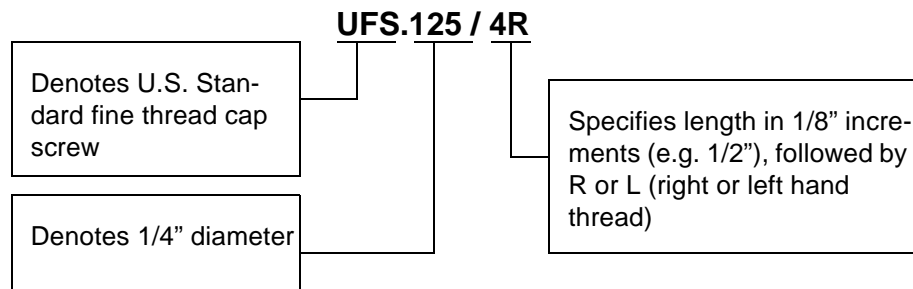 UFS.125 / 4R
Denotes U.S. Stan-
dard fine thread cap
screw
Specifies length in 1/8” incre-
ments (e.g. 1/2”), followed by
R or L (right or left hand
thread)
Denotes 1/4” diameter